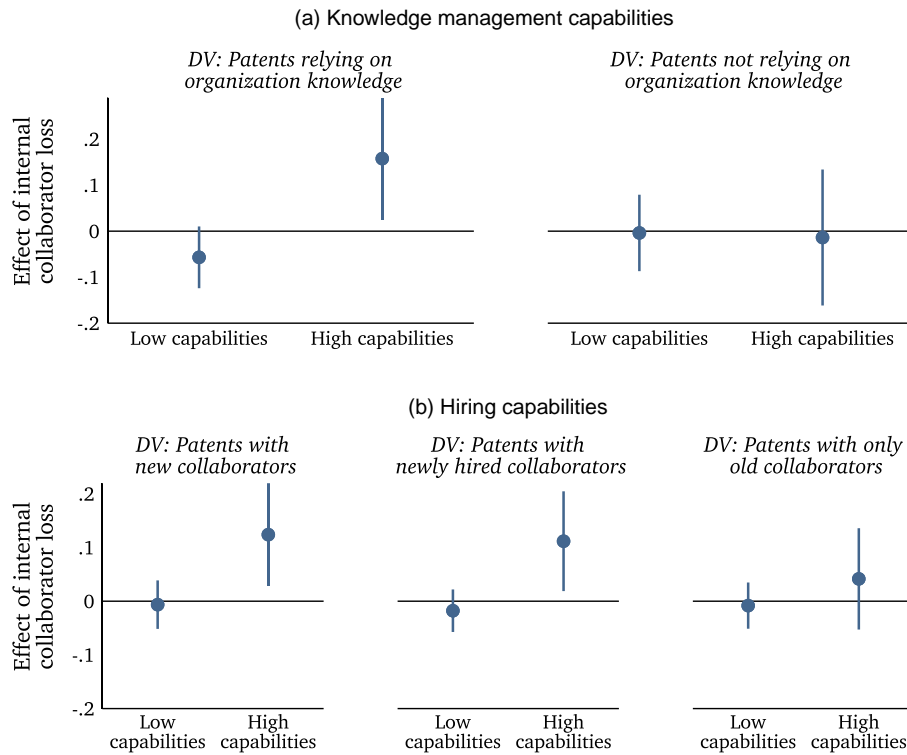 (a) Knowledge management capabilities
DV: Patents relying on
organization knowledge
DV: Patents not relying on
organization knowledge
Effect of internal
collaborator loss
.2
.1
0
-.1
-.2
Low capabilities
High capabilities
Low capabilities
High capabilities
(b) Hiring capabilities
DV: Patents with
new collaborators
DV: Patents with
newly hired collaborators
DV: Patents with only
old collaborators
Effect of internal
collaborator loss
.2
.1
0
-.1
-.2
Low
capabilities
High
capabilities
Low
capabilities
High
capabilities
Low
capabilities
High
capabilities